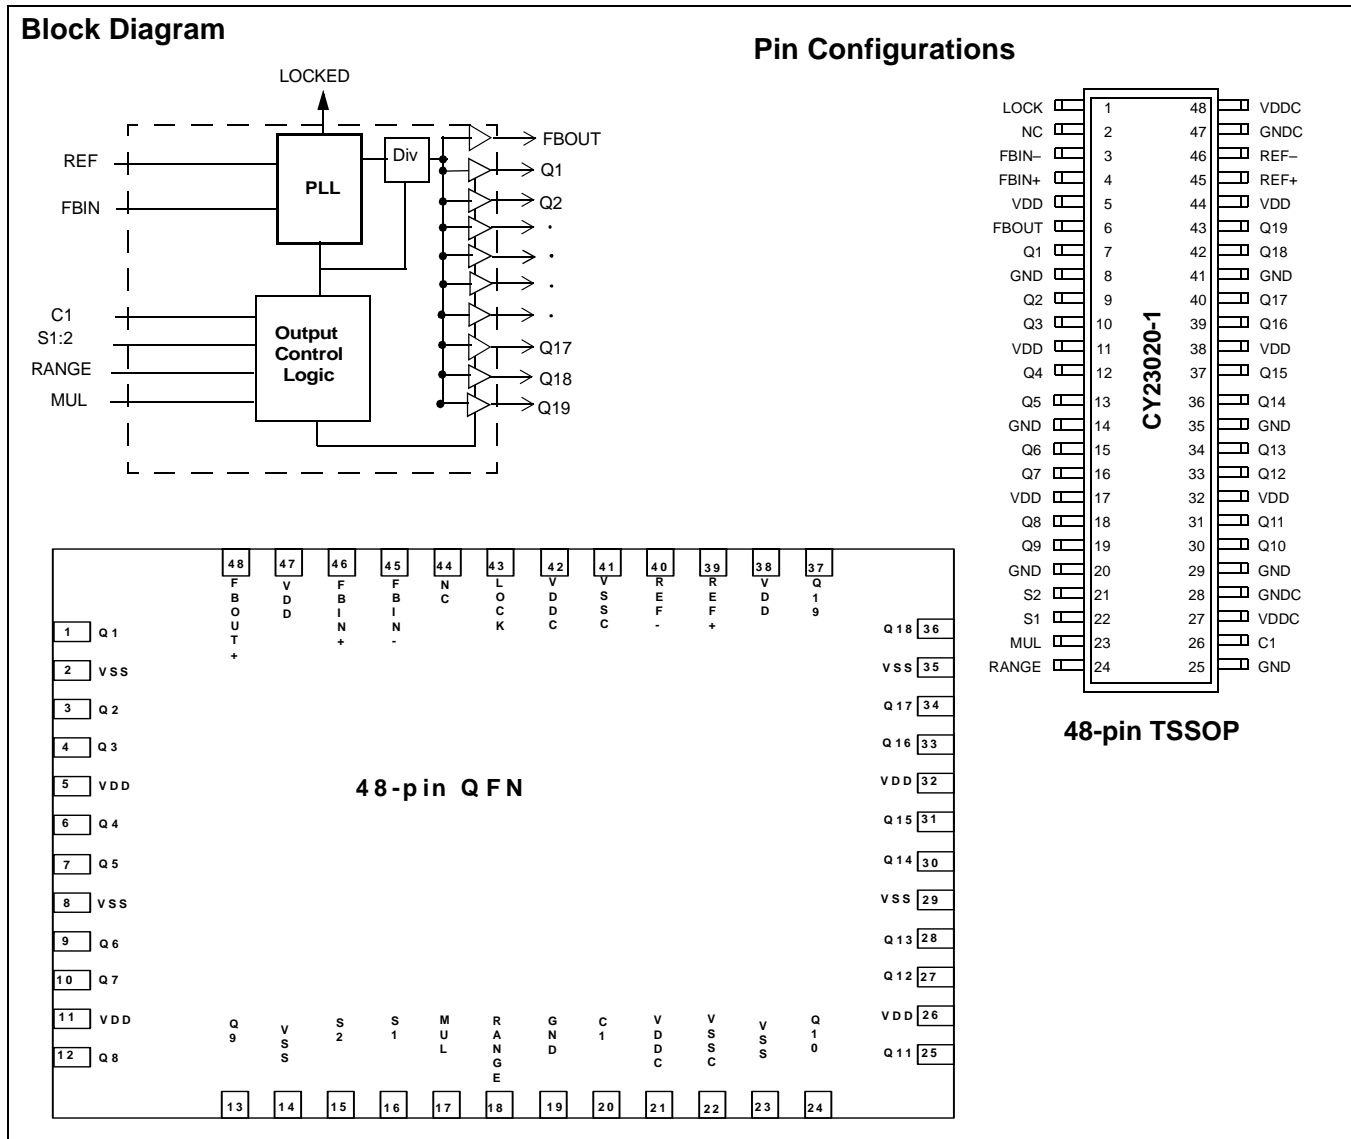 Block Diagram
Pin Configurations
LOCKED
REF
FBIN
PLL
Div
FBOUT
Q1
Q2
.
.
.
.
C1
S1:2
RANGE
MUL
Output
Control
Logic
Q17
Q18
Q19
LOCK 1 48 VDDC
NC 2 47 GNDC
FBIN– 3 46 REF–
FBIN+ 4 45 REF+
VDD 5 44 VDD
FBOUT 6 43 Q19
Q1 7 42 Q18
GND 8 41 GND
Q2 9 40 Q17
Q3 10 39 Q16
VDD 11 38 VDD
Q4 12 37 Q15
Q5 13 36 Q14
GND 14 35 GND
Q6 15 34 Q13
Q7 16 33 Q12
VDD 17 32 VDD
Q8 18 31 Q11
Q9 19 30 Q10
GND 20 29 GND
S2 21 28 GNDC
S1 22 27 VDDC
MUL 23 26 C1
RANGE 24 25 GND
CY23020-1
48-pin TSSOP
48 47 46 45 44 43 42 41 40 39 38 37
FBOUT+ VDD FBIN+ FBIN- NC LOCK VDDC VSSC REF- REF+ VDD Q19
1 Q1
2 VSS
3 Q2
4 Q3
5 VDD
6 Q4
7 Q5
8 VSS
9 Q6
10 Q7
11 VDD
12 Q8
48-pin QFN
Q18 36
VSS 35
Q17 34
Q16 33
VDD 32
Q15 31
Q14 30
VSS 29
Q13 28
Q12 27
VDD 26
Q11 25
Q9 VSS S2 S1 MUL RANGE GND C1 VDDC VSSC VSS Q10
13 14 15 16 17 18 19 20 21 22 23 24